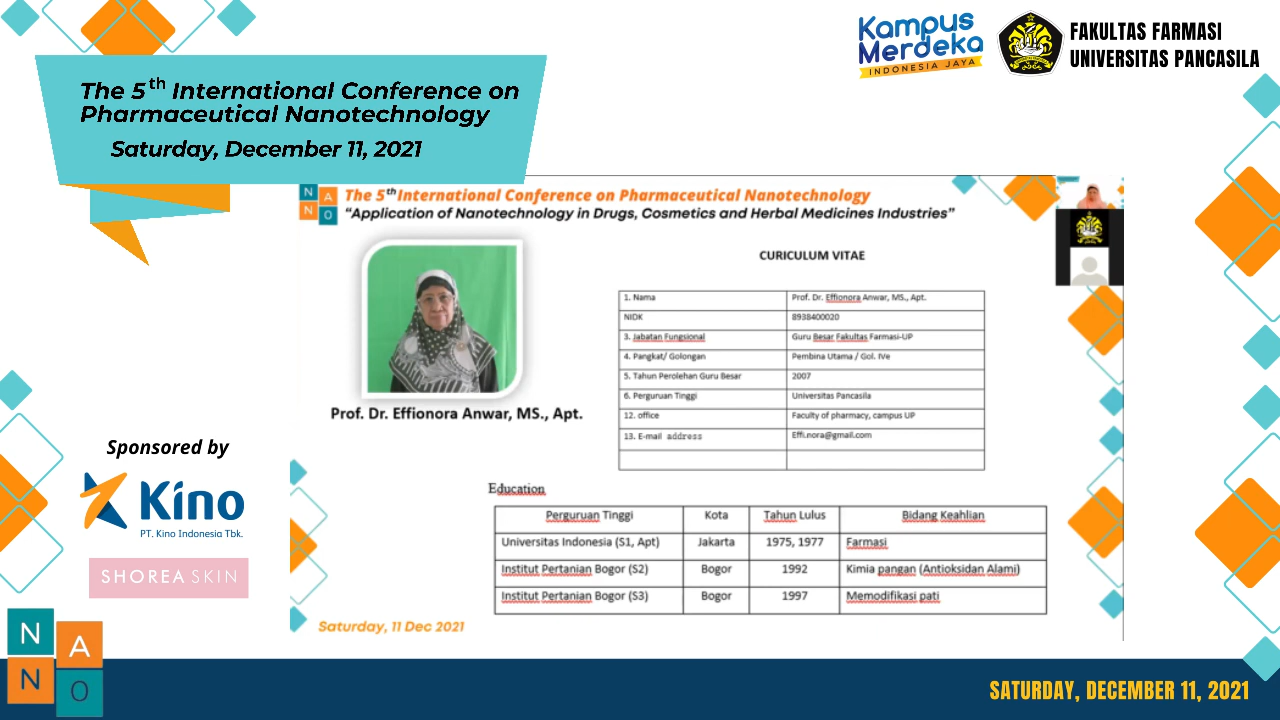 Kampus
Merdeka
INDONESIA JAYA
FAKULTAS FARMASI
UNIVERSITAS PANCASILA
The 5th International Conference on
Pharmaceutical Nanotechnology
Saturday, December 11, 2021
N A
N O
The 5th International Conference on Pharmaceutical Nanotechnology
"Application of Nanotechnology in Drugs, Cosmetics and Herbal Medicines Industries"
CURICULUM VITAE
1. Nama Prof. Dr. Effionora Anwar, MS., Apt.
NIDK 8938400020
3. Jabatan Fungsional Guru Besar Fakultas Farmasi-UP
4. Pangkat/ Golongan Pembina Utama / Gol. IVe
5. Tahun Perolehan Guru Besar 2007
6. Perguruan Tinggi Universitas Pancasila
12. office Faculty of pharmacy, campus UP
13. E-mail address Effi.nora@gmail.com
Prof. Dr. Effionora Anwar, MS., Apt.
Education
Perguruan Tinggi Kota Tahun Lulus Bidang Keahlian
Universitas Indonesia (S1, Apt) Jakarta 1975, 1977 Farmasi
Institut Pertanian Bogor (S2) Bogor 1992 Kimia pangan (Antioksidan Alami)
Institut Pertanian Bogor (S3) Bogor 1997 Memodifikasi pati
Saturday, 11 Dec 2021
Sponsored by
Kino
PT. Kino Indonesia Tbk.
SHOREA SKIN
N A
N O
SATURDAY, DECEMBER 11, 2021